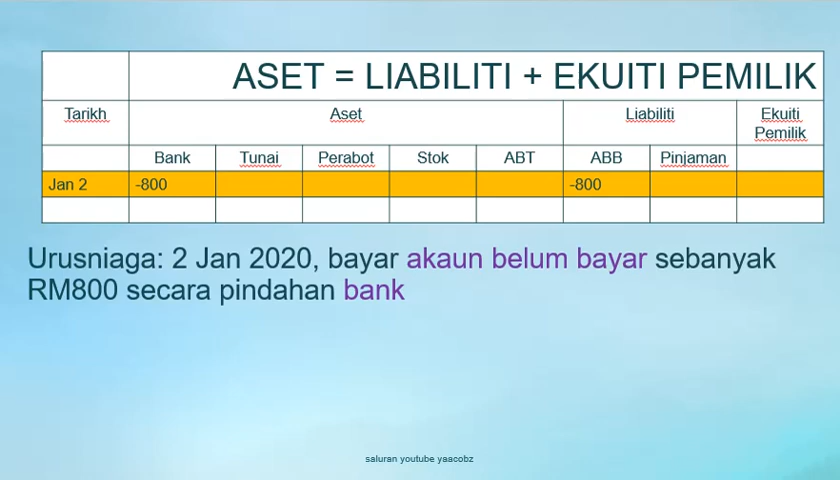 ASET = LIABILITI + EKUITI PEMILIK
Tarikh Aset Liabiliti Ekuiti Pemilik
Bank Tunai Perabot Stok ABT ABB Pinjaman
Jan 2 -800 -800
Urusniaga: 2 Jan 2020, bayar akaun belum bayar sebanyak
RM800 secara pindahan bank
saluran youtube yaacobz